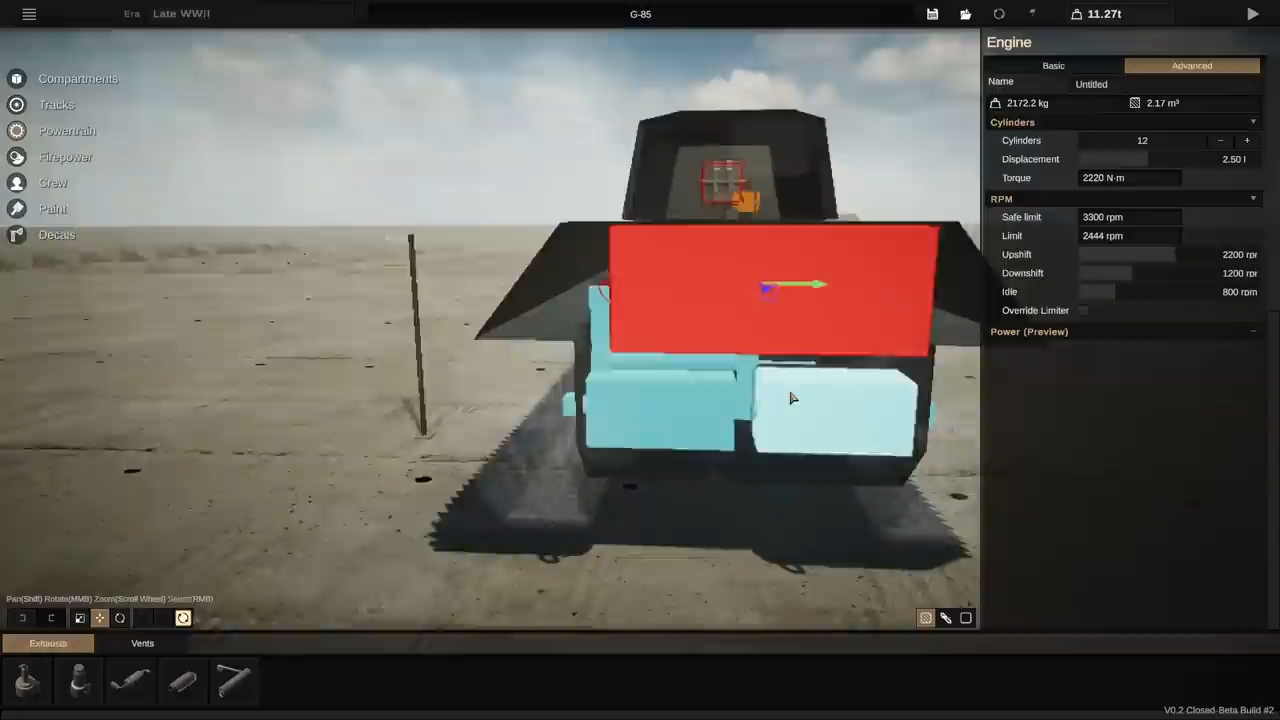 Era Late WWII
G-85
11.27t
Compartments
Tracks
Powertrain
Firepower
Crew
Paint
Decals
Engine
Basic Advanced
Name Untitled
2172.2 kg 2.17 m³
Cylinders
Cylinders 12 − +
Displacement 2.50 l
Torque 2220 N·m
RPM
Safe limit 3300 rpm
Limit 2444 rpm
Upshift 2200 rpr
Downshift 1200 rpr
Idle 800 rpm
Override Limiter
Power (Preview) −
Pan(Shift) Rotate(MMB) Zoom(Scroll Wheel) Select(RMB)
Exhausts Vents
V0.2 Closed-Beta Build #2